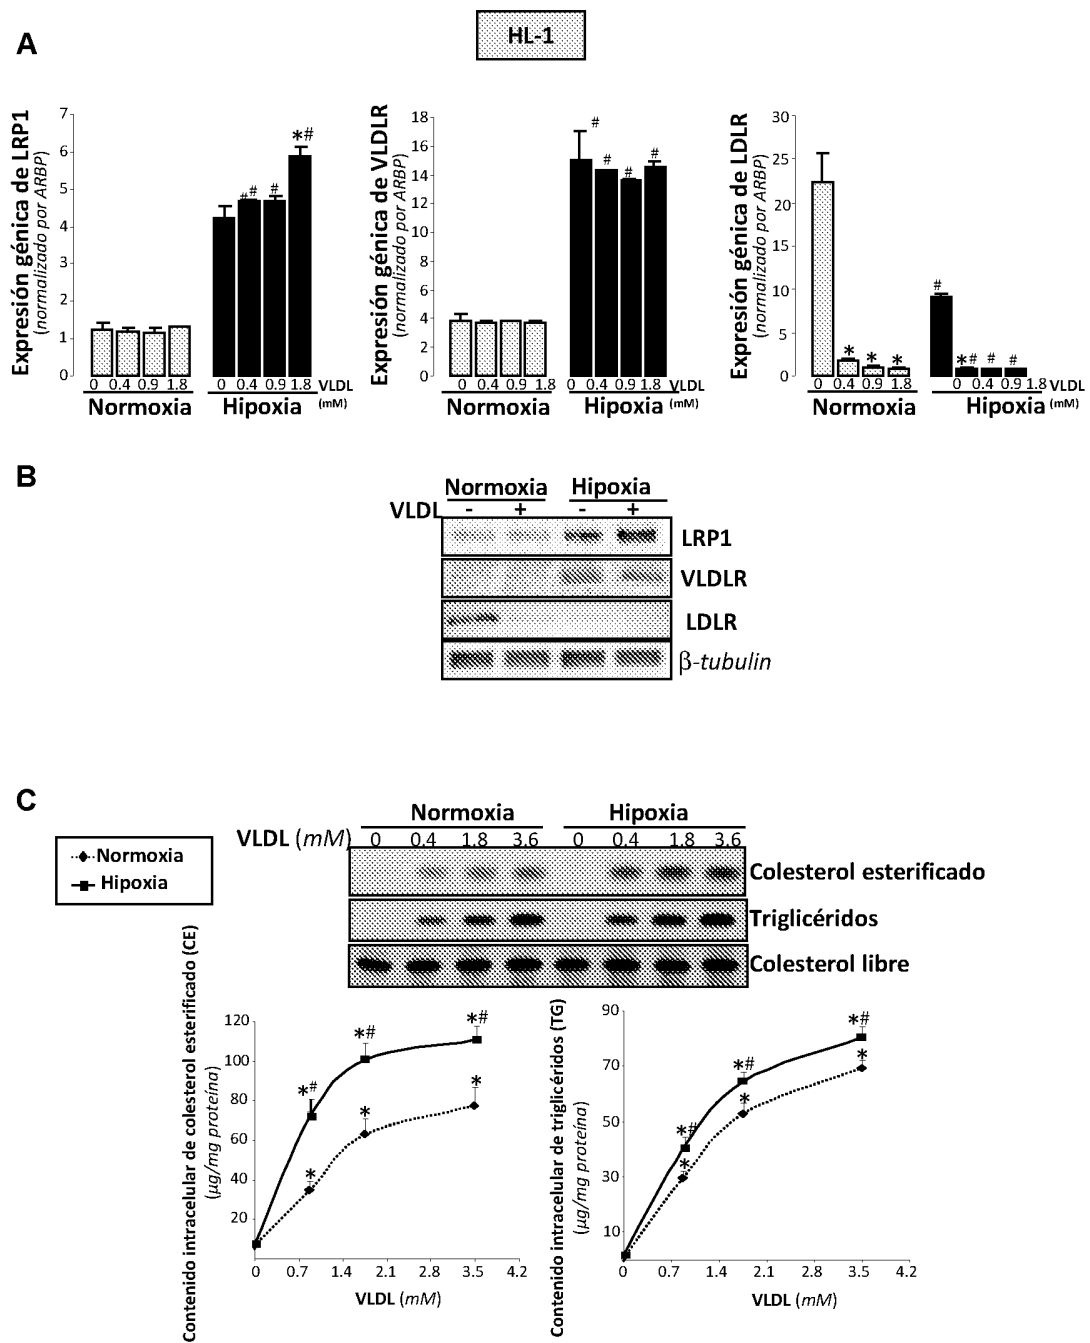 HL-1
A
Expresión génica de LRP1
(normalizado por ARBP)
7
6
5
4
3
2
1
0
*#
# #
#
0 0.4 0.9 1.8 0 0.4 0.9 1.8 VLDL
Normoxia Hipoxia (mM)
Expresión génica de VLDLR
(normalizado por ARBP)
18
16
14
12
10
8
6
4
2
0
#
#
#
#
0 0.4 0.9 1.8 0 0.4 0.9 1.8 VLDL
Normoxia Hipoxia (mM)
Expresión génica de LDLR
(normalizado por ARBP)
30
25
20
15
10
5
0
#
* * * *# # #
0 0.4 0.9 1.8 0 0.4 0.9 1.8 VLDL
Normoxia Hipoxia (mM)
B
Normoxia Hipoxia
VLDL - + - +
LRP1
VLDLR
LDLR
β-tubulin
C
Normoxia Hipoxia
VLDL (mM) 0 0.4 1.8 3.6 0 0.4 1.8 3.6
Normoxia
Hipoxia
Colesterol esterificado
Triglicéridos
Colesterol libre
Contenido intracelular de colesterol esterificado (CE)
(µg/mg proteína)
120
100
80
60
40
20
*#
*#
*#
*
*
*
0 0.7 1.4 2.1 2.8 3.5 4.2
VLDL (mM)
Contenido intracelular de triglicéridos (TG)
(µg/mg proteína)
90
70
50
30
10
*#
*
*#
*
*#
*
0 0.7 1.4 2.1 2.8 3.5 4.2
VLDL (mM)